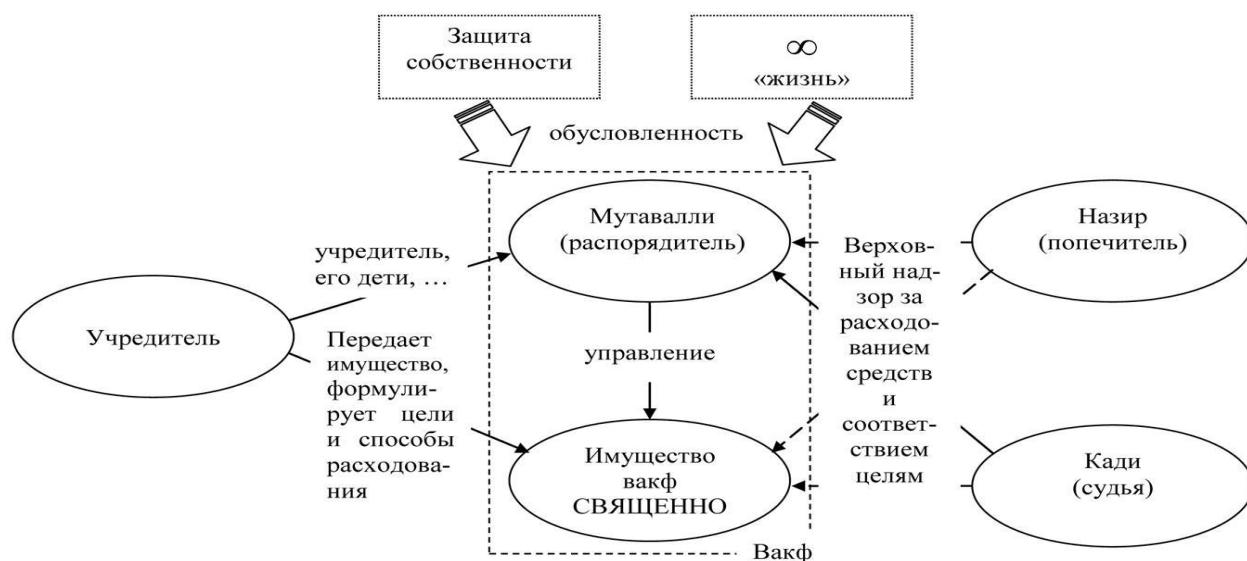 Защита
собственности
∞
«жизнь»
обусловленность
Мутавалли
(распорядитель)
Назир
(попечитель)
учредитель,
его дети, …
Учредитель
Передает
имущество,
формули-
рует цели
и способы
расходова-
ния
управление
Верхов-
ный над-
зор за
расходо-
ванием
средств
и
соответ-
ствием
целям
Имущество
вакф
СВЯЩЕННО
Кади
(судья)
Вакф